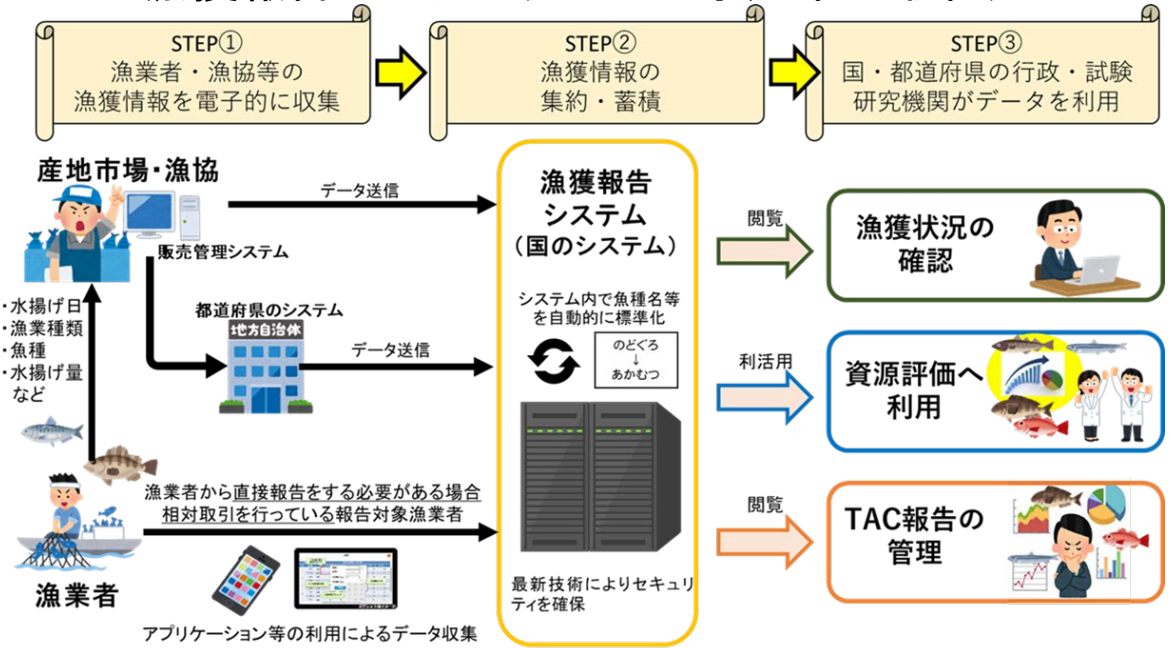 STEP①
漁業者・漁協等の
漁獲情報を電子的に収集
STEP②
漁獲情報の
集約・蓄積
STEP③
国・都道府県の行政・試験
研究機関がデータを利用
産地市場・漁協
販売管理システム
データ送信
・水揚げ日
・漁業種類
・魚種
・水揚げ量
など
都道府県のシステム
地方自治体
データ送信
漁業者
漁業者から直接報告をする必要がある場合
相対取引を行っている報告対象漁業者
アプリケーション等の利用によるデータ収集
漁獲報告
システム
（国のシステム）
システム内で魚種名等
を自動的に標準化
のどぐろ
↓
あかむつ
最新技術によりセキュリ
ティを確保
閲覧
漁獲状況の
確認
利活用
資源評価へ
利用
閲覧
TAC報告の
管理